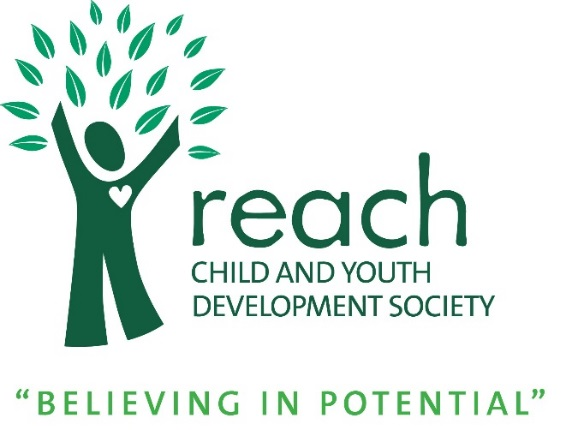 reach
CHILD AND YOUTH
DEVELOPMENT SOCIETY
“BELIEVING IN POTENTIAL”